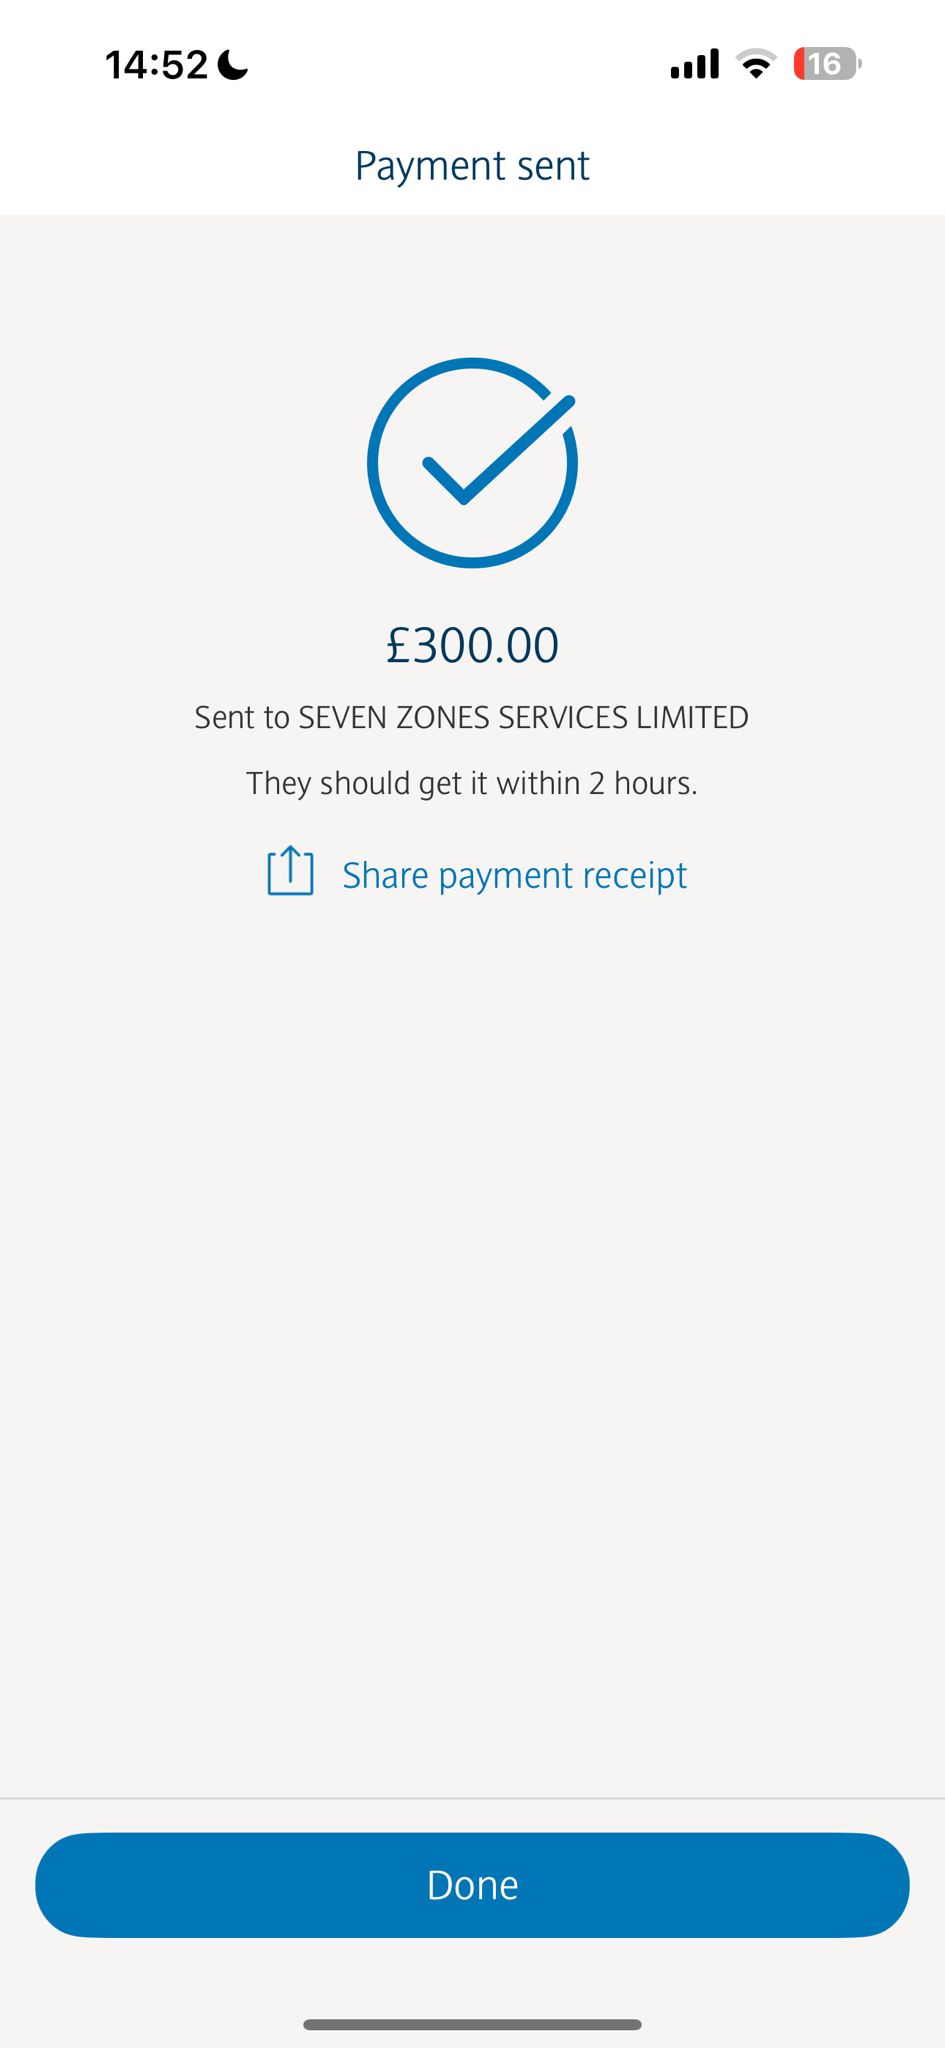 14:52
16
Payment sent
£300.00
Sent to SEVEN ZONES SERVICES LIMITED
They should get it within 2 hours.
Share payment receipt
Done